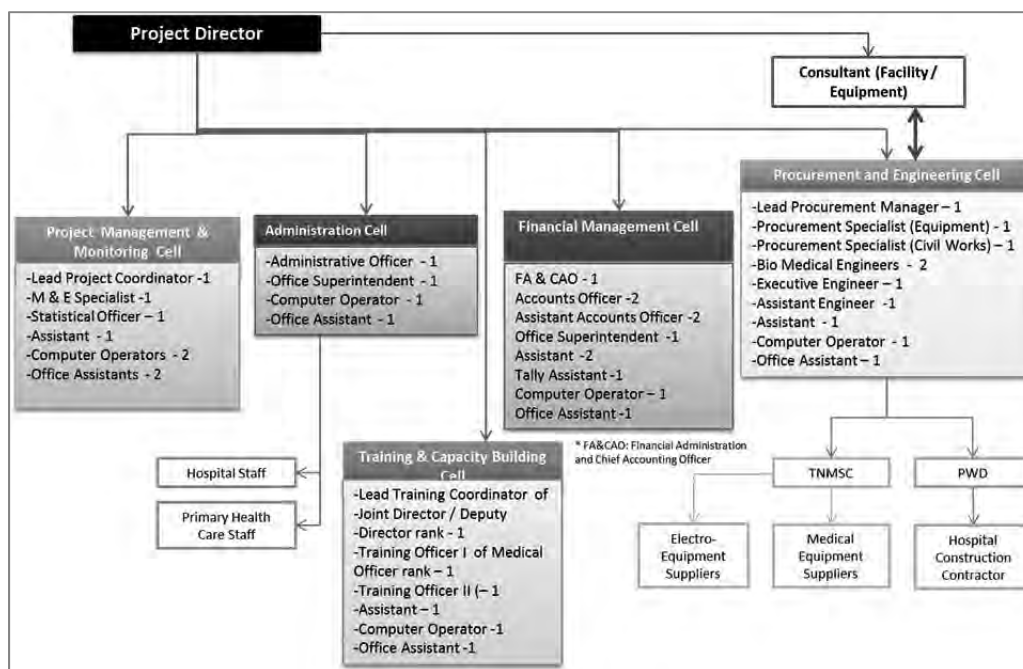 Project Director
Consultant (Facility /
Equipment)
Project Management &
Monitoring Cell
-Lead Project Coordinator -1
-M & E Specialist -1
-Statistical Officer – 1
-Assistant - 1
-Computer Operators - 2
-Office Assistants - 2
Administration Cell
-Administrative Officer - 1
-Office Superintendent - 1
-Computer Operator - 1
-Office Assistant - 1
Hospital Staff
Primary Health
Care Staff
Training & Capacity Building
Cell
-Lead Training Coordinator of
-Joint Director / Deputy
-Director rank - 1
-Training Officer I of Medical
Officer rank – 1
-Training Officer II (– 1
-Assistant – 1
-Computer Operator -1
-Office Assistant -1
Financial Management Cell
FA & CAO - 1
Accounts Officer -2
Assistant Accounts Officer -2
Office Superintendent -1
Assistant -2
Tally Assistant -1
Computer Operator – 1
Office Assistant -1
* FA&CAO: Financial Administration
and Chief Accounting Officer
Procurement and Engineering Cell
-Lead Procurement Manager – 1
-Procurement Specialist (Equipment) - 1
-Procurement Specialist (Civil Works) – 1
-Bio Medical Engineers - 2
-Executive Engineer – 1
-Assistant Engineer -1
-Assistant - 1
-Computer Operator - 1
-Office Assistant – 1
TNMSC
PWD
Electro-
Equipment
Suppliers
Medical
Equipment
Suppliers
Hospital
Construction
Contractor